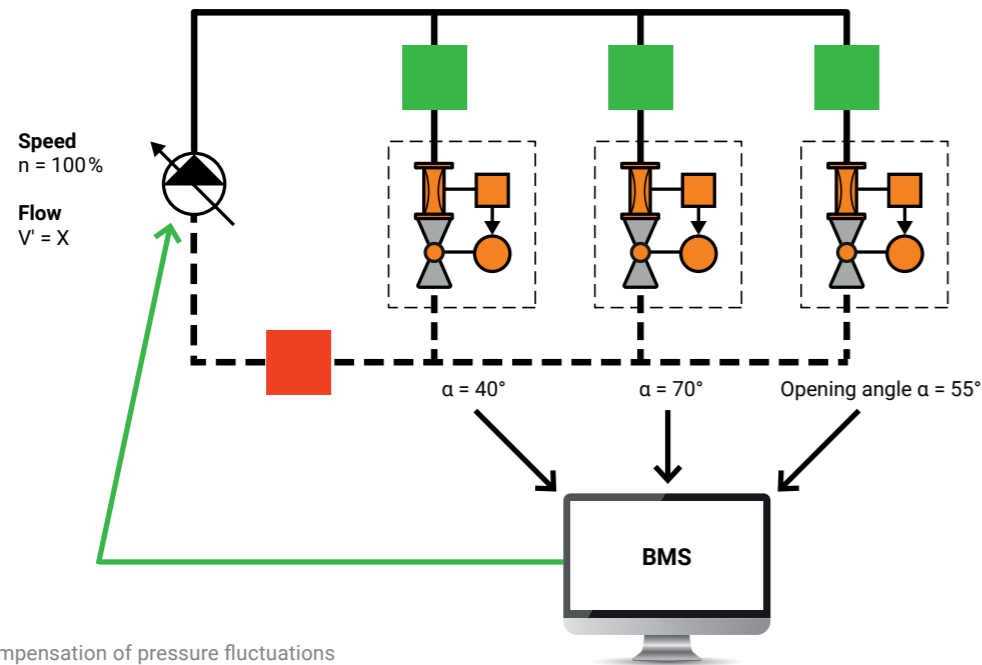 Speed
n = 100%
Flow
V' = X
α = 40°
α = 70°
Opening angle α = 55°
BMS
mpensation of pressure fluctuations